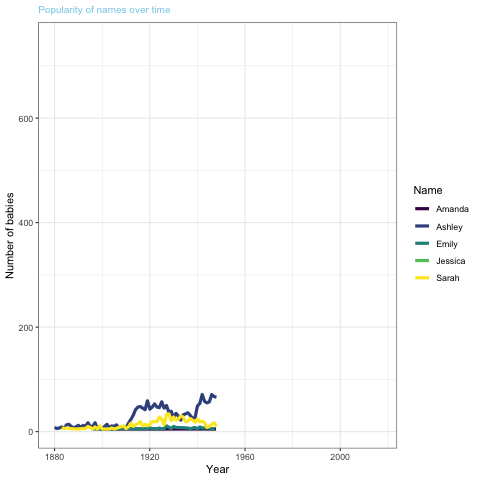 Popularity of names over time
Number of babies
600
400
200
0
1880
1920
1960
2000
Year
Name
Amanda
Ashley
Emily
Jessica
Sarah